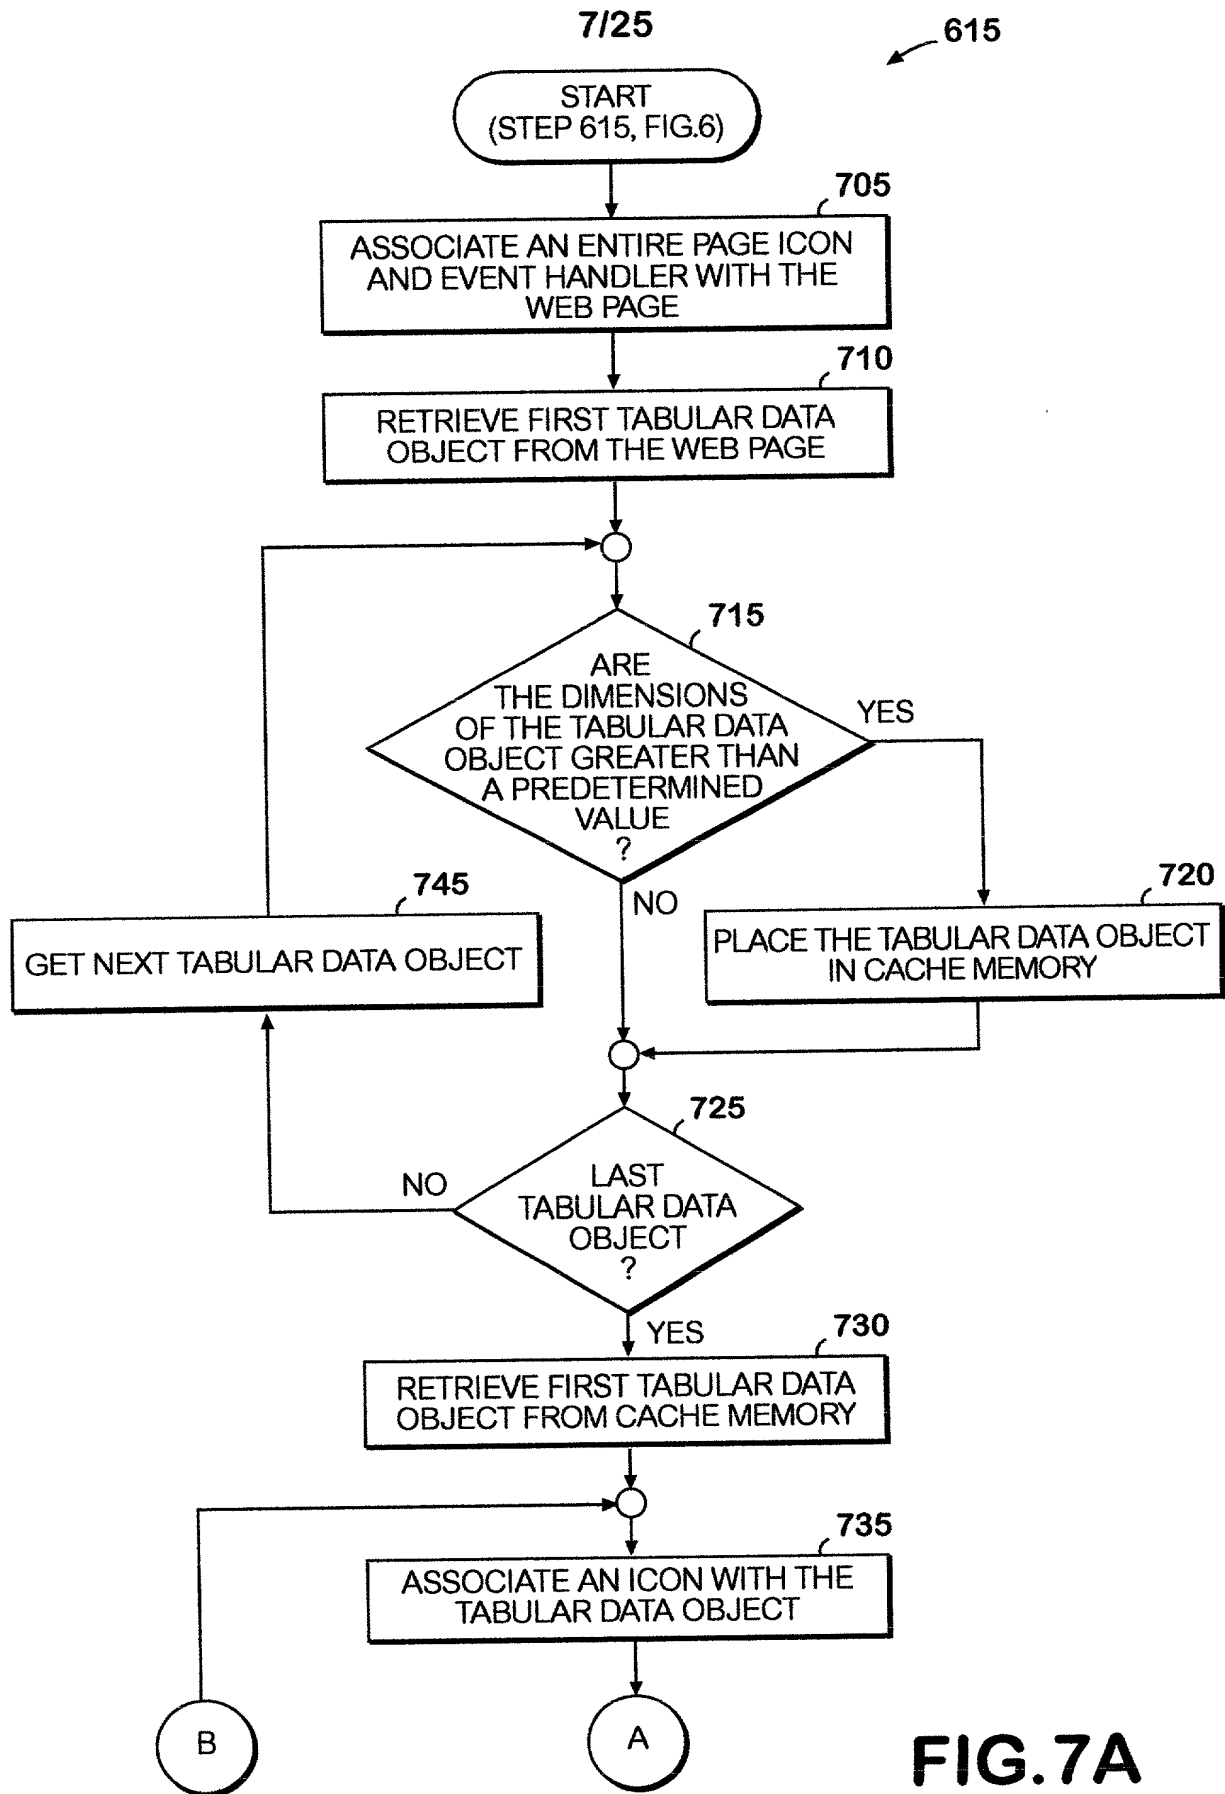 7/25
615
START
(STEP 615, FIG.6)
705
ASSOCIATE AN ENTIRE PAGE ICON
AND EVENT HANDLER WITH THE
WEB PAGE
710
RETRIEVE FIRST TABULAR DATA
OBJECT FROM THE WEB PAGE
715
ARE
THE DIMENSIONS
OF THE TABULAR DATA
OBJECT GREATER THAN
A PREDETERMINED
VALUE
?
YES
NO
745
GET NEXT TABULAR DATA OBJECT
720
PLACE THE TABULAR DATA OBJECT
IN CACHE MEMORY
725
LAST
TABULAR DATA
OBJECT
?
NO
YES
730
RETRIEVE FIRST TABULAR DATA
OBJECT FROM CACHE MEMORY
735
ASSOCIATE AN ICON WITH THE
TABULAR DATA OBJECT
B
A
FIG.7A